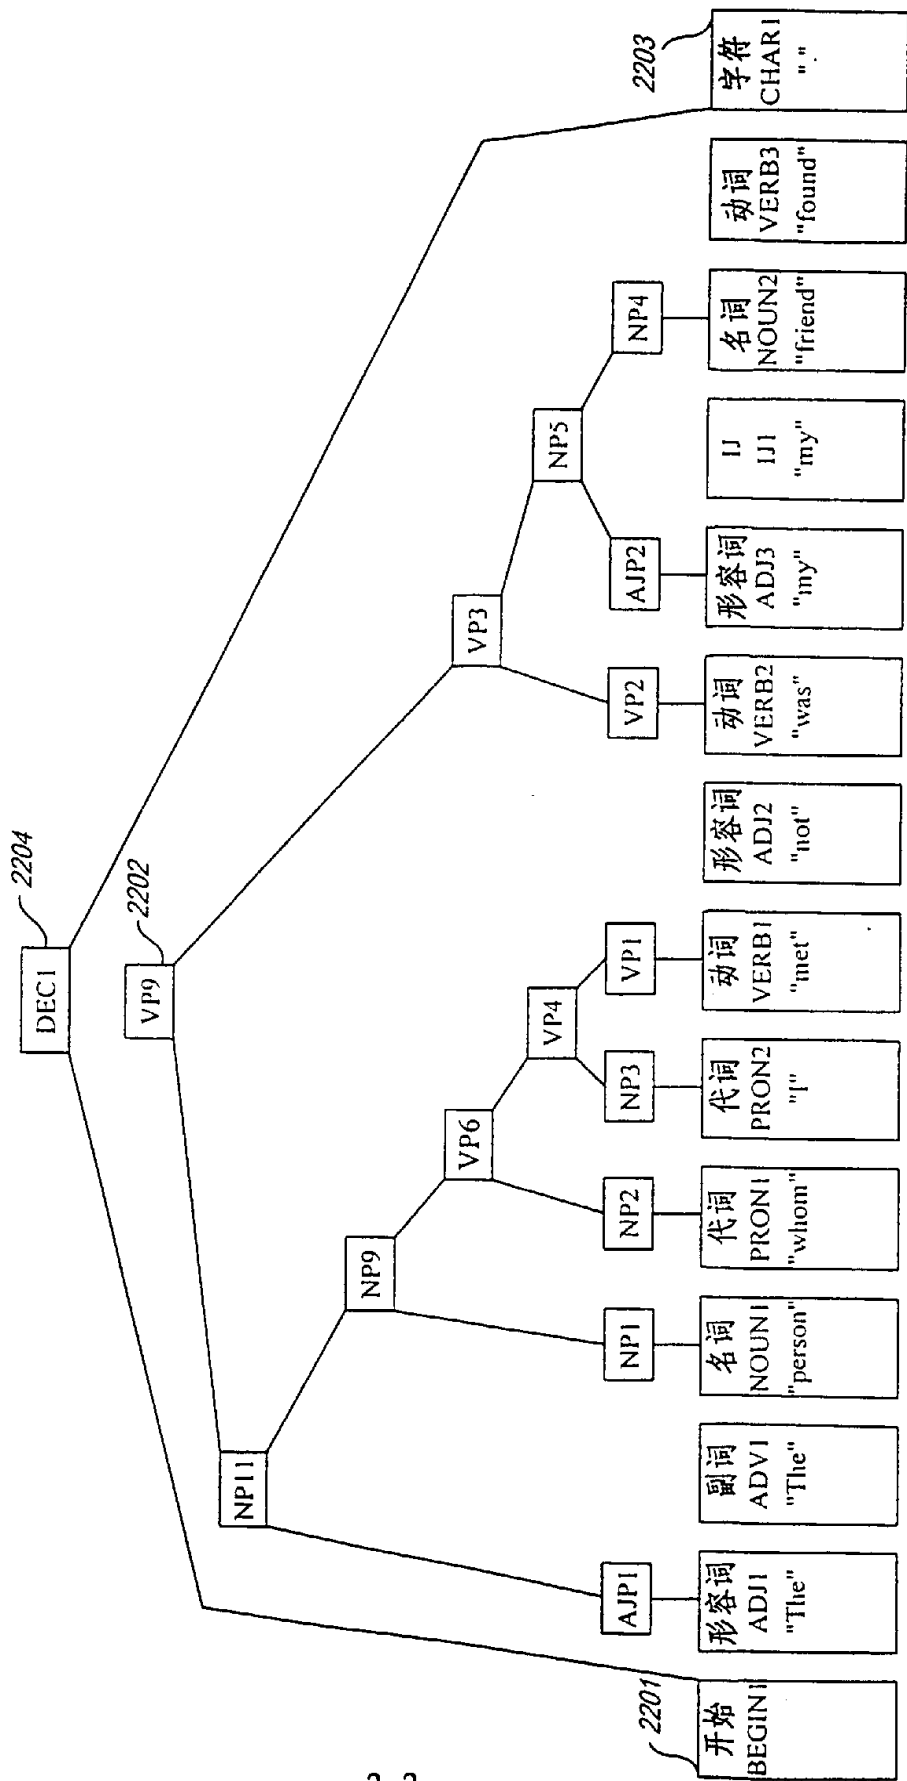 DEC1
2204
VP9
2202
NP11
NP9
VP6
VP4
VP3
NP5
AJP1
NP1
NP2
NP3
VP1
VP2
AJP2
NP4
2201
2203
开始
BEGIN1
形容词
ADJ1
"The"
副词
ADV1
"The"
名词
NOUN1
"person"
代词
PRON1
"whom"
代词
PRON2
"I"
动词
VERB1
"met"
形容词
ADJ2
"not"
动词
VERB2
"was"
形容词
ADJ3
"my"
IJ
IJ1
"my"
名词
NOUN2
"friend"
动词
VERB3
"found"
字符
CHAR1
"."